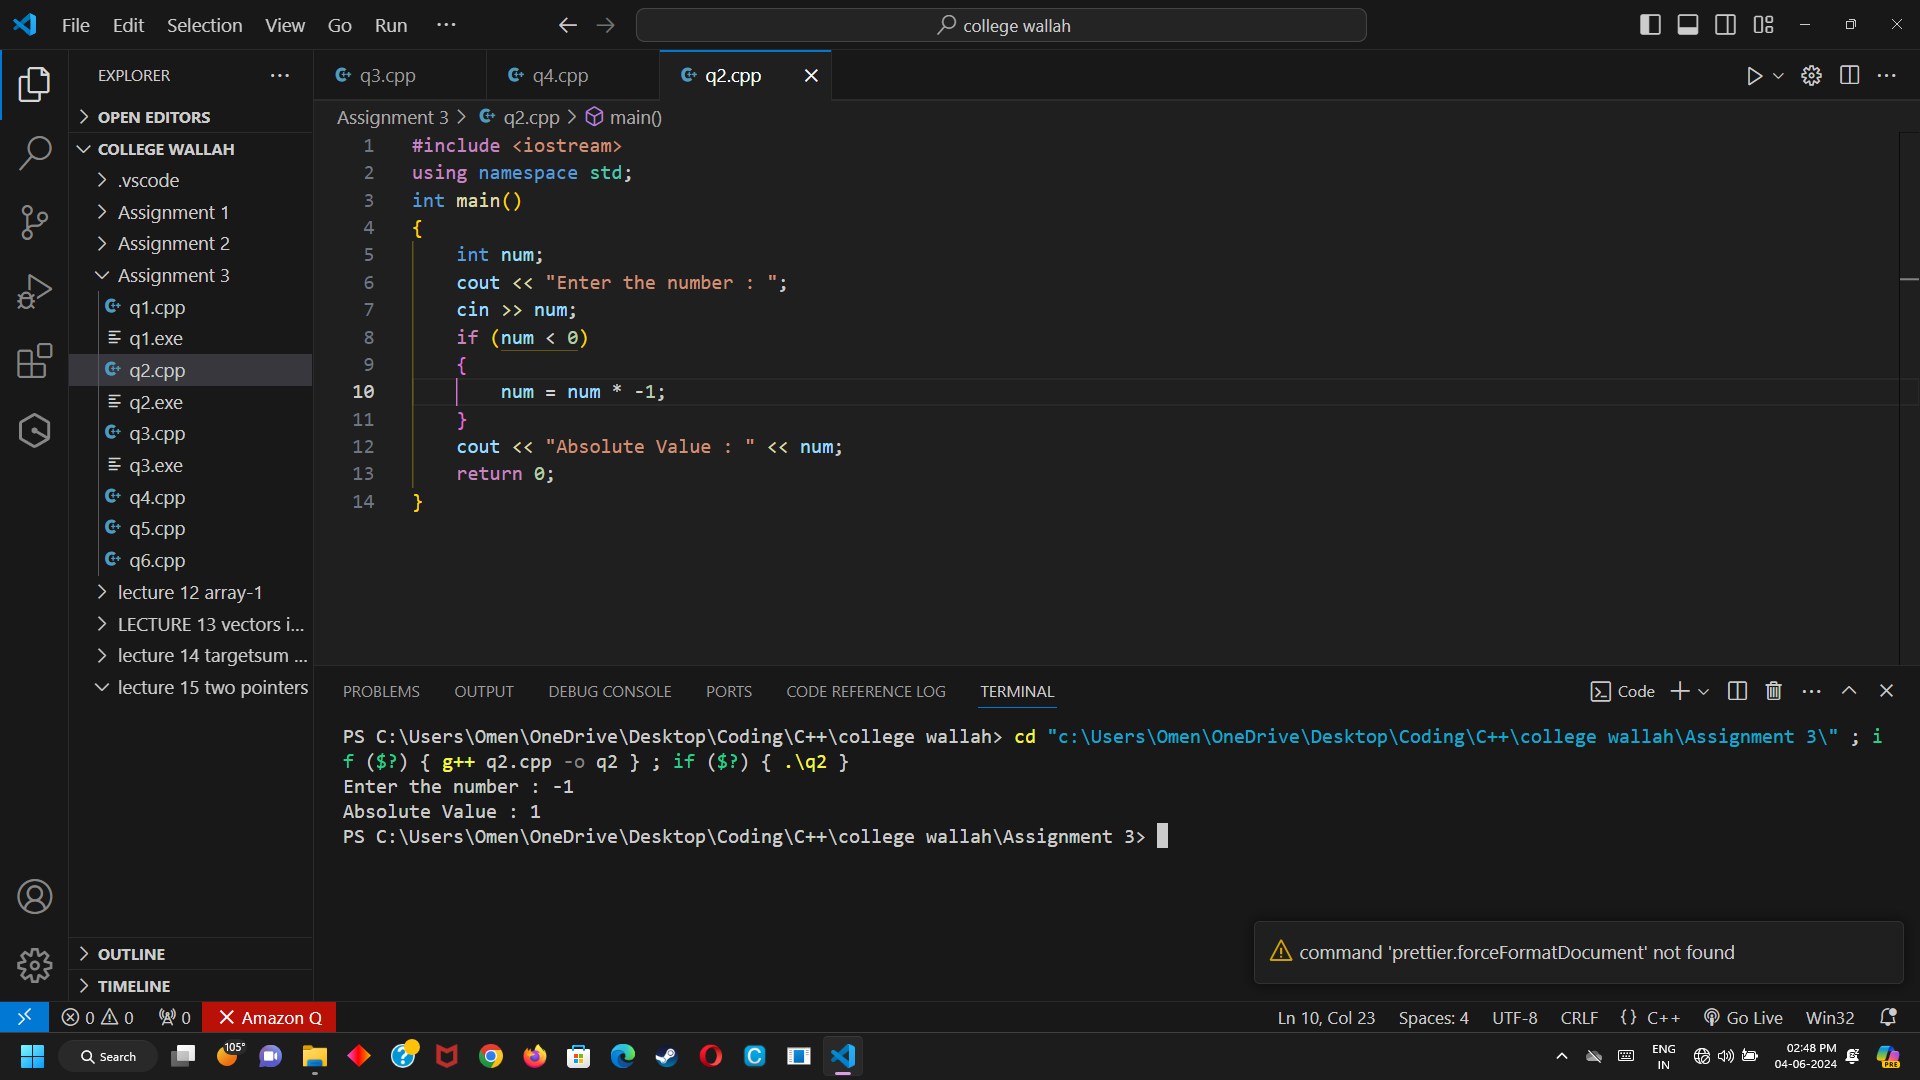 File Edit Selection View Go Run ···
college wallah
EXPLORER
OPEN EDITORS
COLLEGE WALLAH
.vscode
Assignment 1
Assignment 2
Assignment 3
q1.cpp
q1.exe
q2.cpp
q2.exe
q3.cpp
q3.exe
q4.cpp
q5.cpp
q6.cpp
lecture 12 array-1
LECTURE 13 vectors i...
lecture 14 targetsum ...
lecture 15 two pointers
OUTLINE
TIMELINE
q3.cpp q4.cpp q2.cpp
Assignment 3 > q2.cpp > main()
1 #include <iostream>
2 using namespace std;
3 int main()
4 {
5 int num;
6 cout << "Enter the number : ";
7 cin >> num;
8 if (num < 0)
9 {
10 num = num * -1;
11 }
12 cout << "Absolute Value : " << num;
13 return 0;
14 }
PROBLEMS OUTPUT DEBUG CONSOLE PORTS CODE REFERENCE LOG TERMINAL
Code
PS C:\Users\Omen\OneDrive\Desktop\Coding\C++\college wallah> cd "c:\Users\Omen\OneDrive\Desktop\Coding\C++\college wallah\Assignment 3\" ; i
f ($?) { g++ q2.cpp -o q2 } ; if ($?) { .\q2 }
Enter the number : -1
Absolute Value : 1
PS C:\Users\Omen\OneDrive\Desktop\Coding\C++\college wallah\Assignment 3>
command 'prettier.forceFormatDocument' not found
0 0 0 Amazon Q
Ln 10, Col 23 Spaces: 4 UTF-8 CRLF {} C++ Go Live Win32
Search
105°
ENG
IN
02:48 PM
04-06-2024
PRE